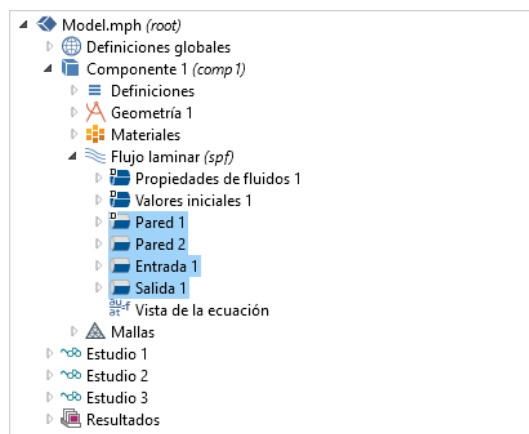 Model.mph (root)
Definiciones globales
Componente 1 (comp1)
Definiciones
Geometría 1
Materiales
Flujo laminar (spf)
Propiedades de fluidos 1
Valores iniciales 1
Pared 1
Pared 2
Entrada 1
Salida 1
Vista de la ecuación
Mallas
Estudio 1
Estudio 2
Estudio 3
Resultados